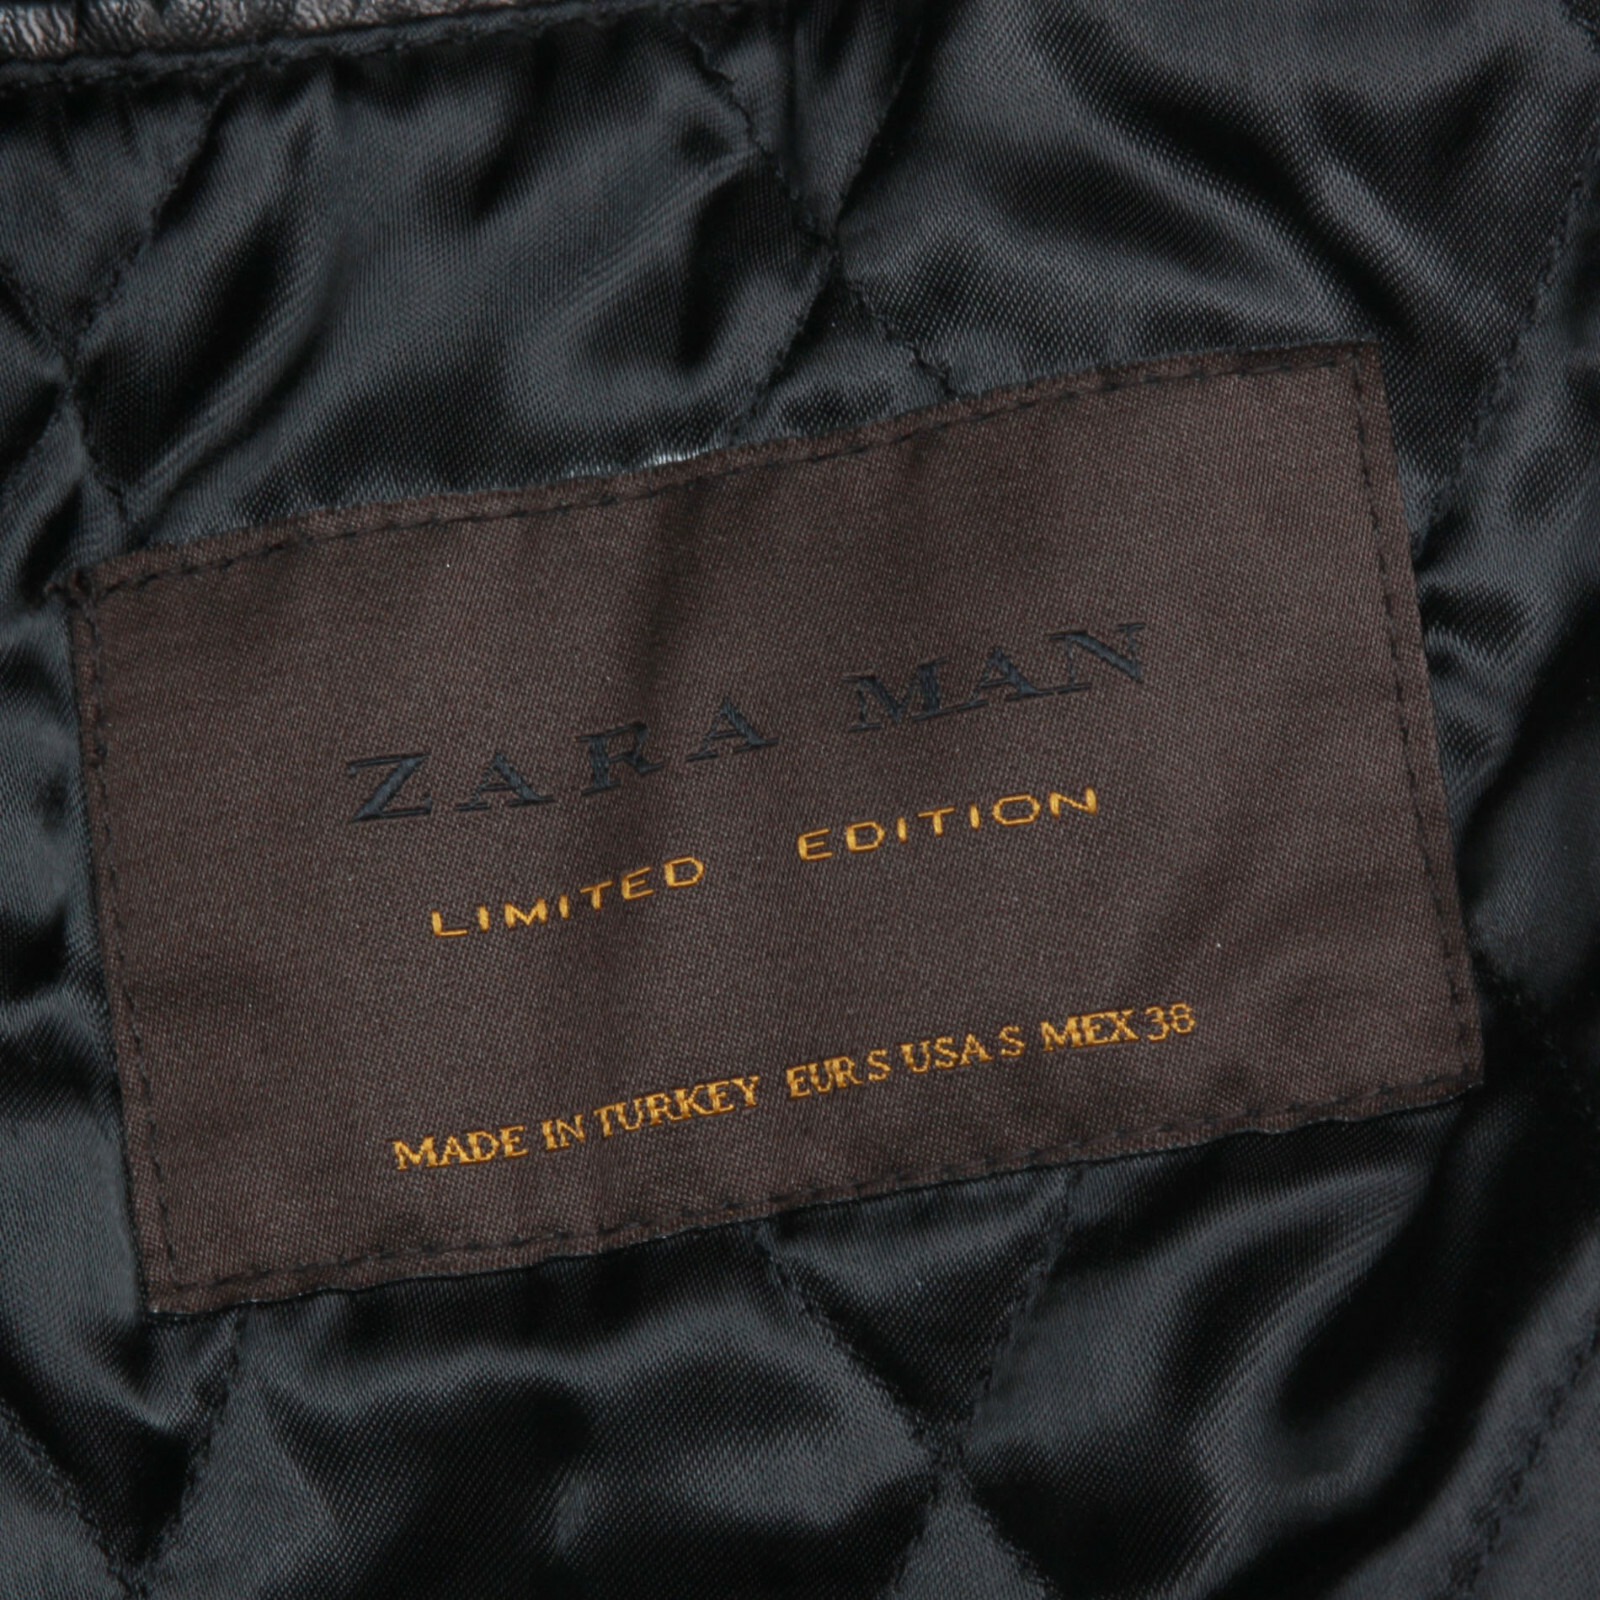 ZARA MAN
LIMITED EDITION
MADE IN TURKEY EUR S USA S MEX 38